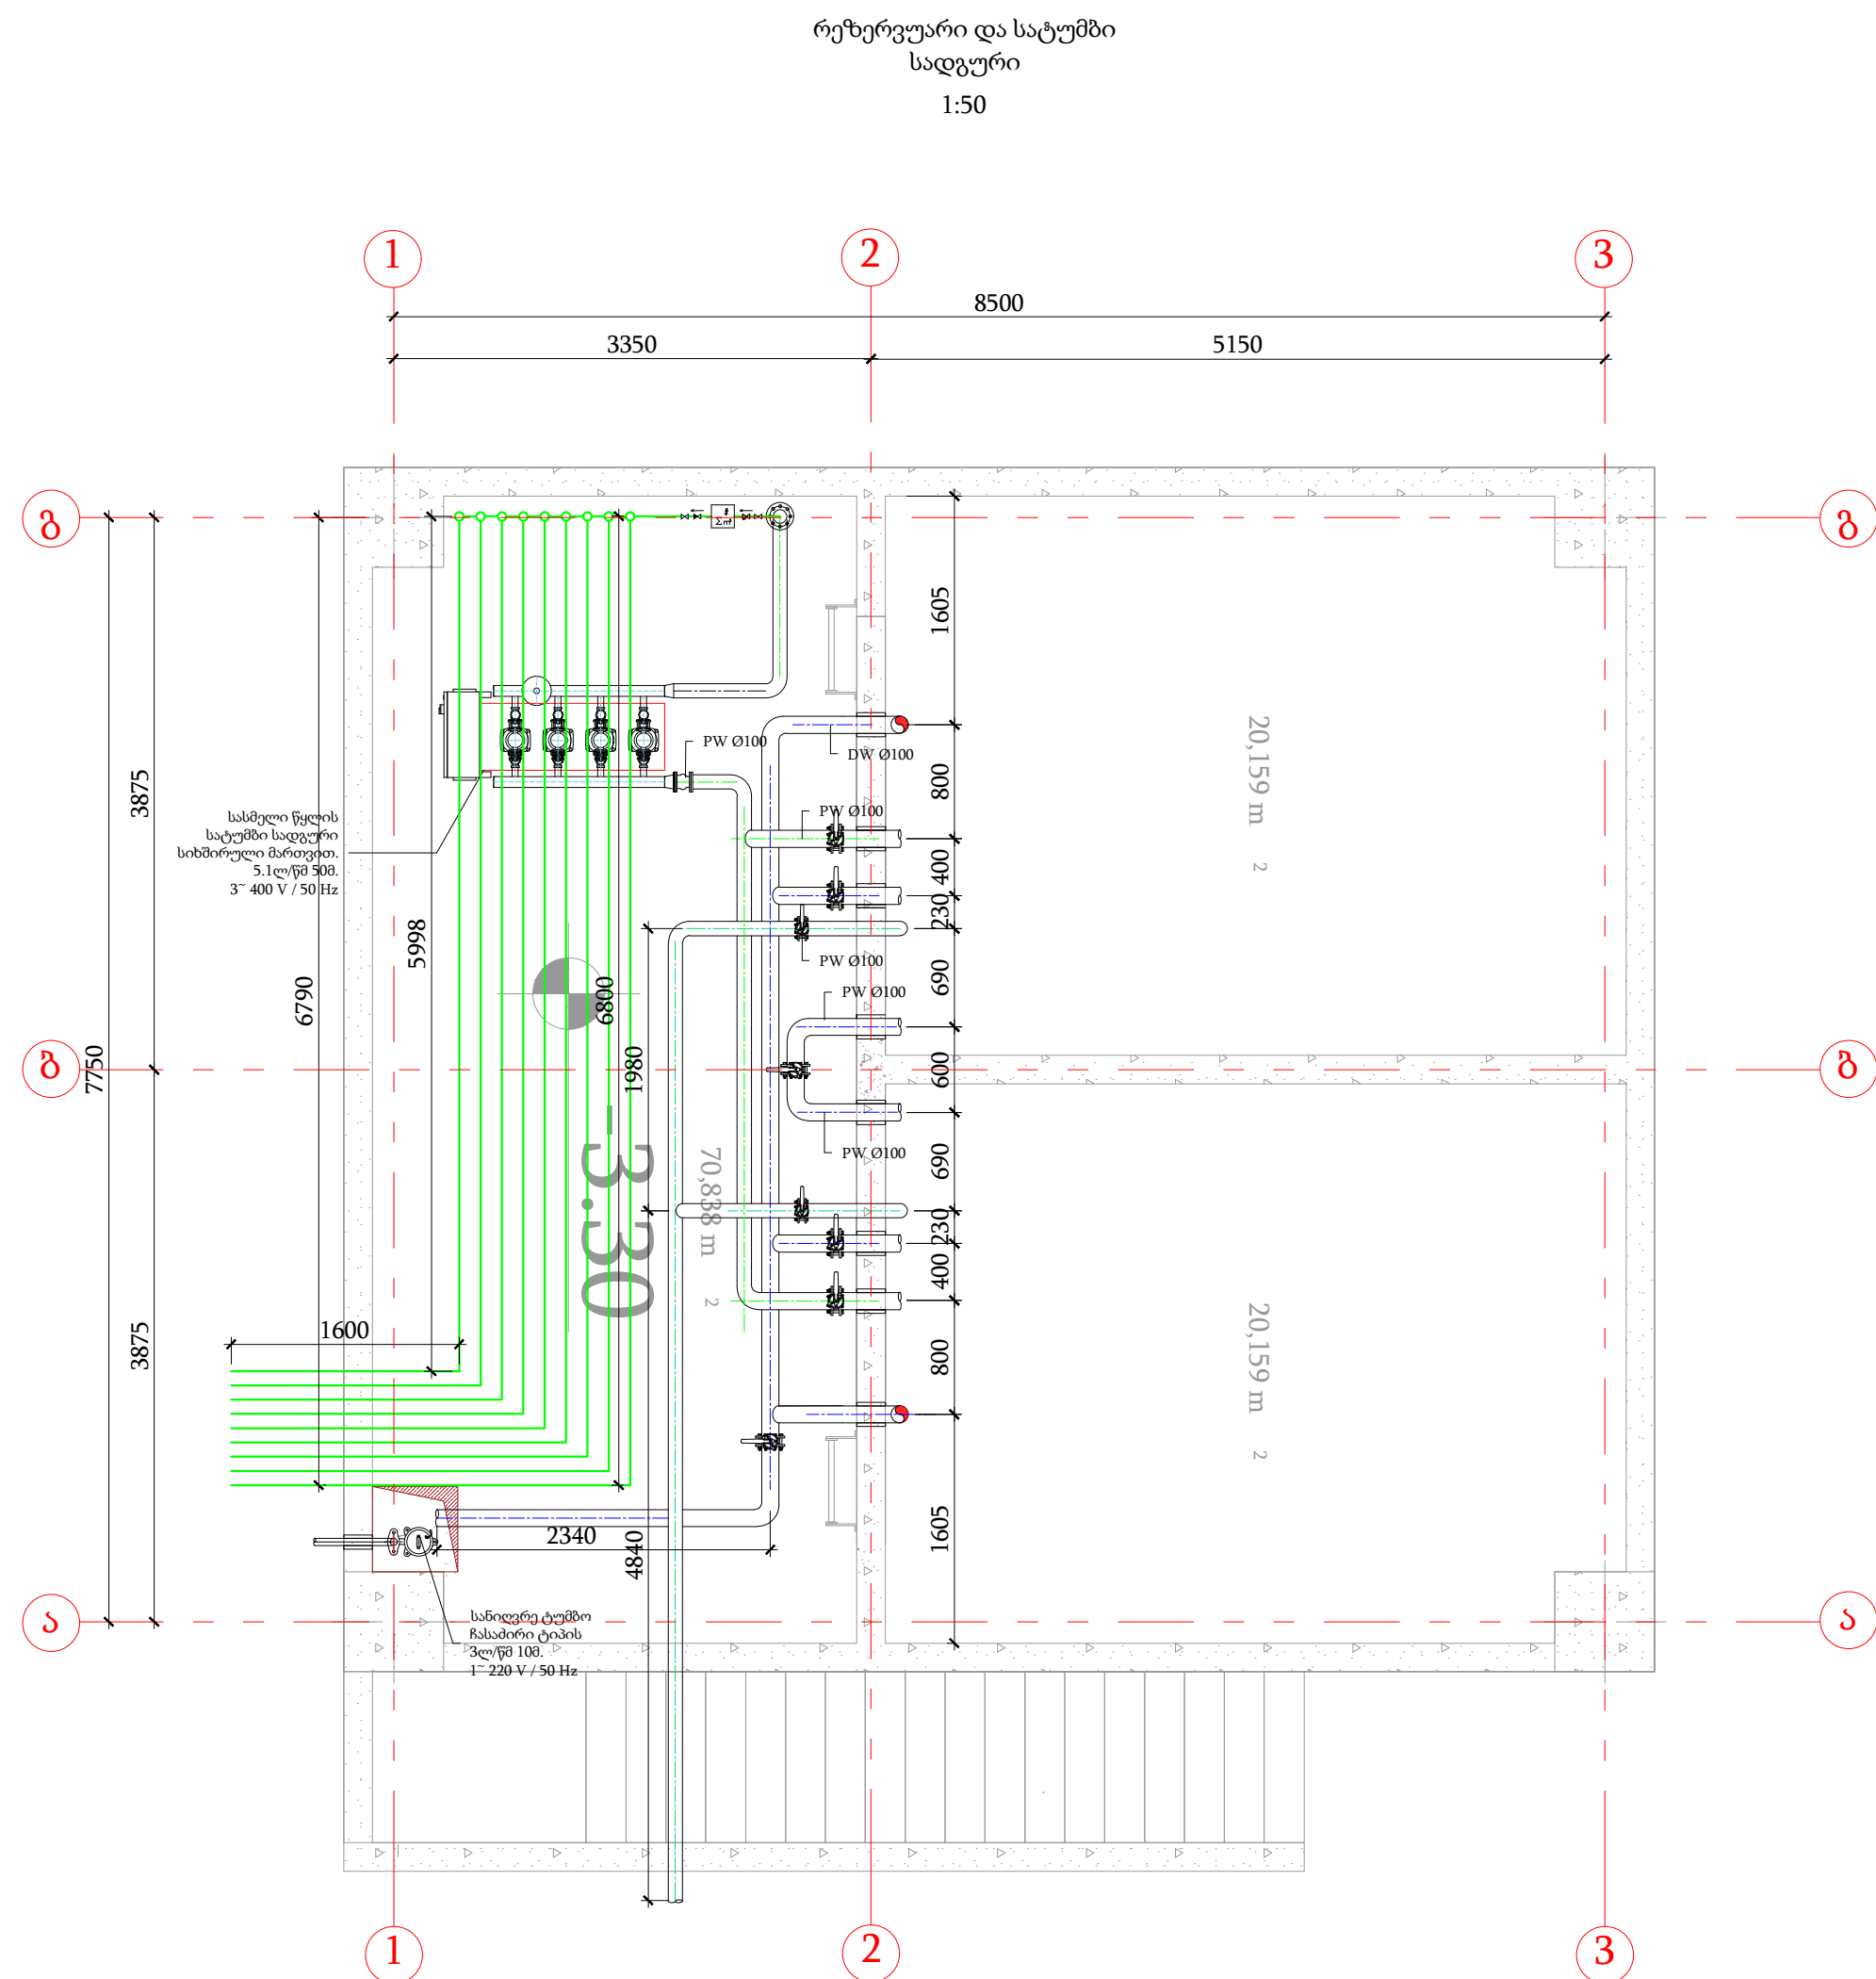 რეზერვუარი და სატუმბი
სადგური
1:50
1
2
3
8500
3350
5150
გ
გ
1605
20,159 m 2
PW Ø100
DW Ø100
800
3875
PW Ø100
სასმელი წყლის
სატუმბი სადგური
სიხშირული მართვით.
5.1ლ/წმ 50მ.
3~ 400 V / 50 Hz
400
230
5998
PW Ø100
690
6790
6800
PW Ø100
ბ
7750
1980
600
ბ
PW Ø100
690
-3.30
70,838 m 2
230
400
1600
3875
800
20,159 m 2
1605
2340
4840
ა
სანიღვრე ტუმბო
ჩასაძირი ტიპის
3ლ/წმ 10მ.
1~ 220 V / 50 Hz
ა
1
2
3